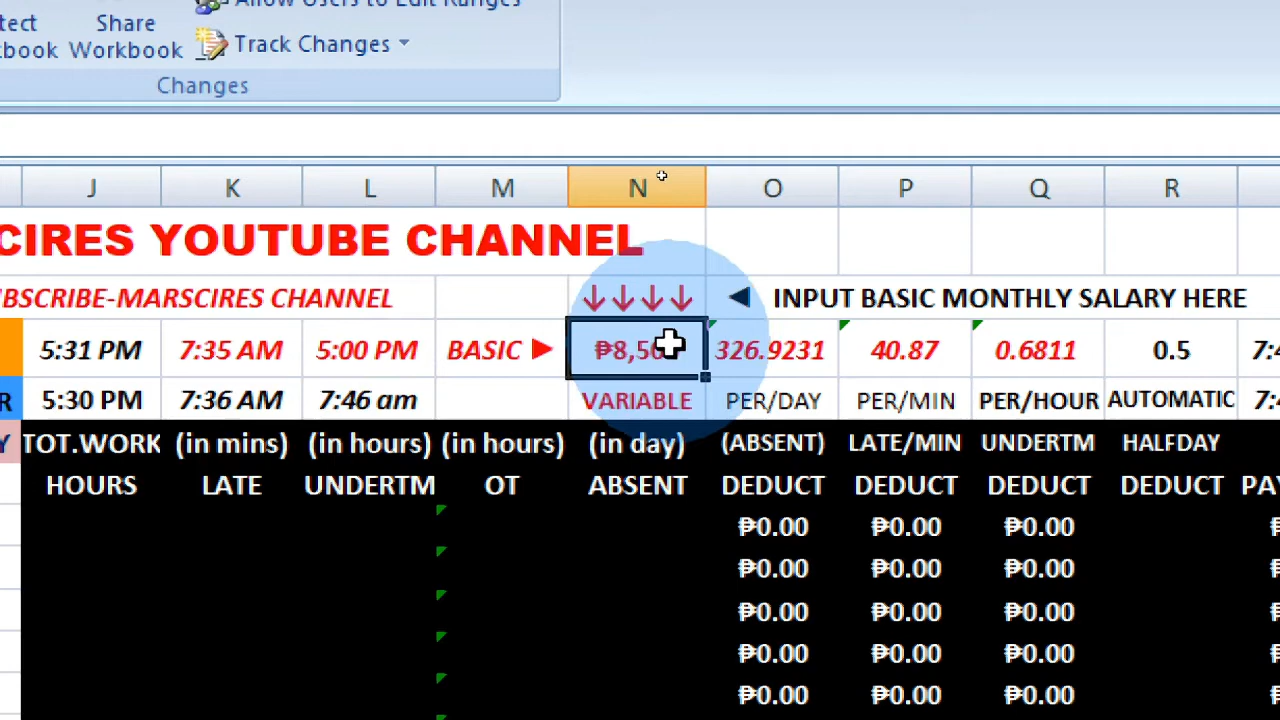 Allow Users to Edit Ranges
Share
Workbook
Track Changes
Changes
J K L M N O P Q R
CIRES YOUTUBE CHANNEL
BSCRIBE-MARSCIRES CHANNEL ↓↓↓↓ ◄ INPUT BASIC MONTHLY SALARY HERE
5:31 PM 7:35 AM 5:00 PM BASIC ► 326.9231 40.87 0.6811 0.5
R 5:30 PM 7:36 AM 7:46 am VARIABLE PER/DAY PER/MIN PER/HOUR AUTOMATIC
Y TOT.WORK (in mins) (in hours) (in hours) (in day) (ABSENT) LATE/MIN UNDERTM HALFDAY
HOURS LATE UNDERTM OT ABSENT DEDUCT DEDUCT DEDUCT DEDUCT
₱0.00 ₱0.00 ₱0.00
₱0.00 ₱0.00 ₱0.00
₱0.00 ₱0.00 ₱0.00
₱0.00 ₱0.00 ₱0.00
₱0.00 ₱0.00 ₱0.00